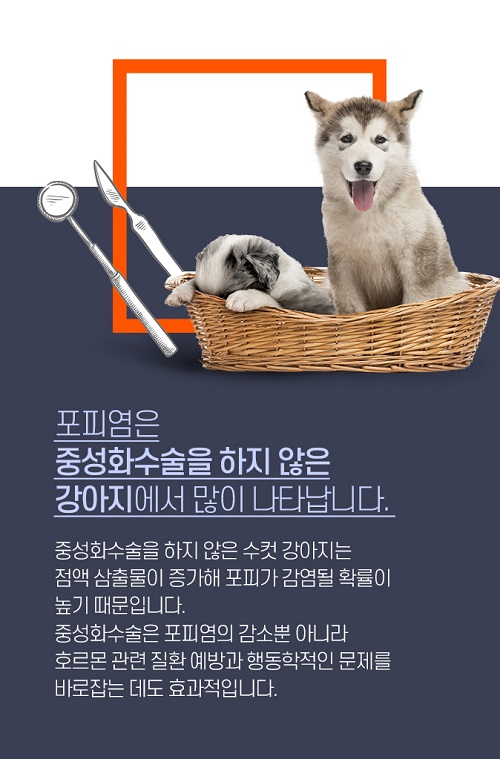 포피염은
중성화수술을 하지 않은
강아지에서 많이 나타납니다.
중성화수술을 하지 않은 수컷 강아지는
점액 삼출물이 증가해 포피가 감염될 확률이
높기 때문입니다.
중성화수술은 포피염의 감소뿐 아니라
호르몬 관련 질환 예방과 행동학적인 문제를
바로잡는 데도 효과적입니다.